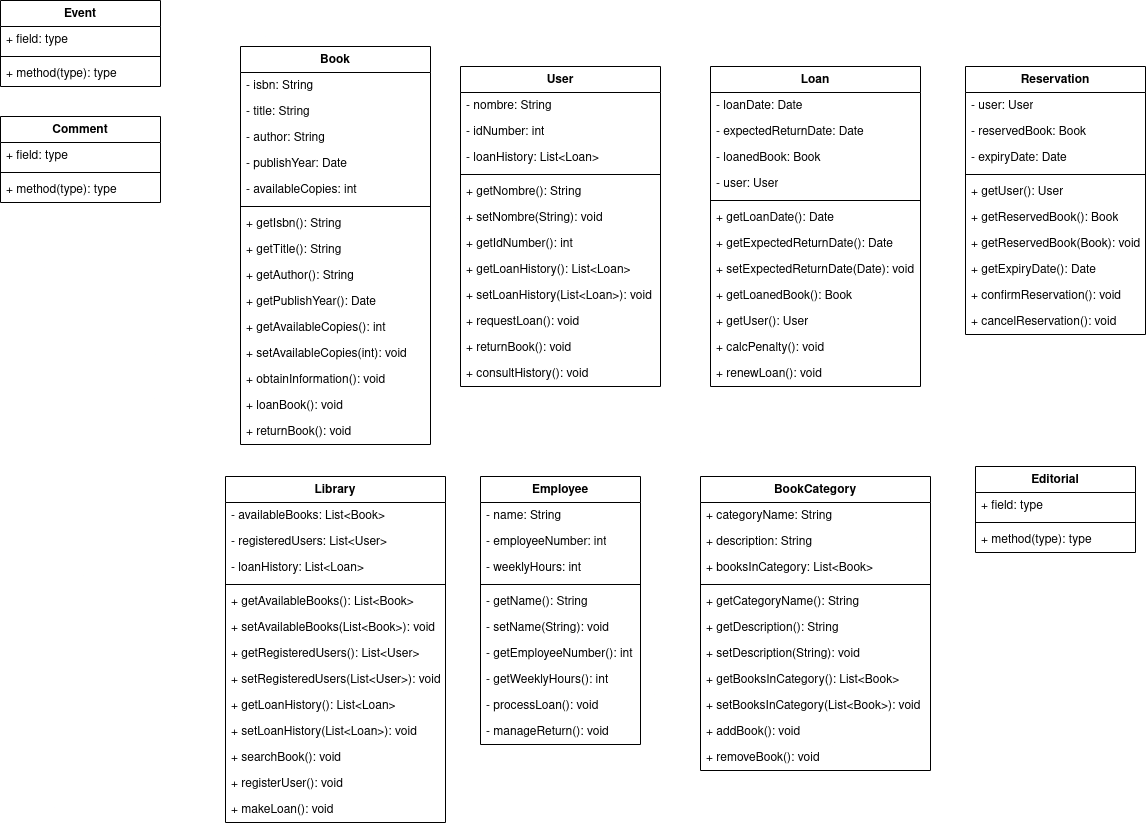 Event
+ field: type
+ method(type): type
Comment
+ field: type
+ method(type): type
Book
- isbn: String
- title: String
- author: String
- publishYear: Date
- availableCopies: int
+ getIsbn(): String
+ getTitle(): String
+ getAuthor(): String
+ getPublishYear(): Date
+ getAvailableCopies(): int
+ setAvailableCopies(int): void
+ obtainInformation(): void
+ loanBook(): void
+ returnBook(): void
User
- nombre: String
- idNumber: int
- loanHistory: List<Loan>
+ getNombre(): String
+ setNombre(String): void
+ getIdNumber(): int
+ getLoanHistory(): List<Loan>
+ setLoanHistory(List<Loan>): void
+ requestLoan(): void
+ returnBook(): void
+ consultHistory(): void
Loan
- loanDate: Date
- expectedReturnDate: Date
- loanedBook: Book
- user: User
+ getLoanDate(): Date
+ getExpectedReturnDate(): Date
+ setExpectedReturnDate(Date): void
+ getLoanedBook(): Book
+ getUser(): User
+ calcPenalty(): void
+ renewLoan(): void
Reservation
- user: User
- reservedBook: Book
- expiryDate: Date
+ getUser(): User
+ getReservedBook(): Book
+ getReservedBook(Book): void
+ getExpiryDate(): Date
+ confirmReservation(): void
+ cancelReservation(): void
Library
- availableBooks: List<Book>
- registeredUsers: List<User>
- loanHistory: List<Loan>
+ getAvailableBooks(): List<Book>
+ setAvailableBooks(List<Book>): void
+ getRegisteredUsers(): List<User>
+ setRegisteredUsers(List<User>): void
+ getLoanHistory(): List<Loan>
+ setLoanHistory(List<Loan>): void
+ searchBook(): void
+ registerUser(): void
+ makeLoan(): void
Employee
- name: String
- employeeNumber: int
- weeklyHours: int
- getName(): String
- setName(String): void
- getEmployeeNumber(): int
- getWeeklyHours(): int
- processLoan(): void
- manageReturn(): void
BookCategory
+ categoryName: String
+ description: String
+ booksInCategory: List<Book>
+ getCategoryName(): String
+ getDescription(): String
+ setDescription(String): void
+ getBooksInCategory(): List<Book>
+ setBooksInCategory(List<Book>): void
+ addBook(): void
+ removeBook(): void
Editorial
+ field: type
+ method(type): type